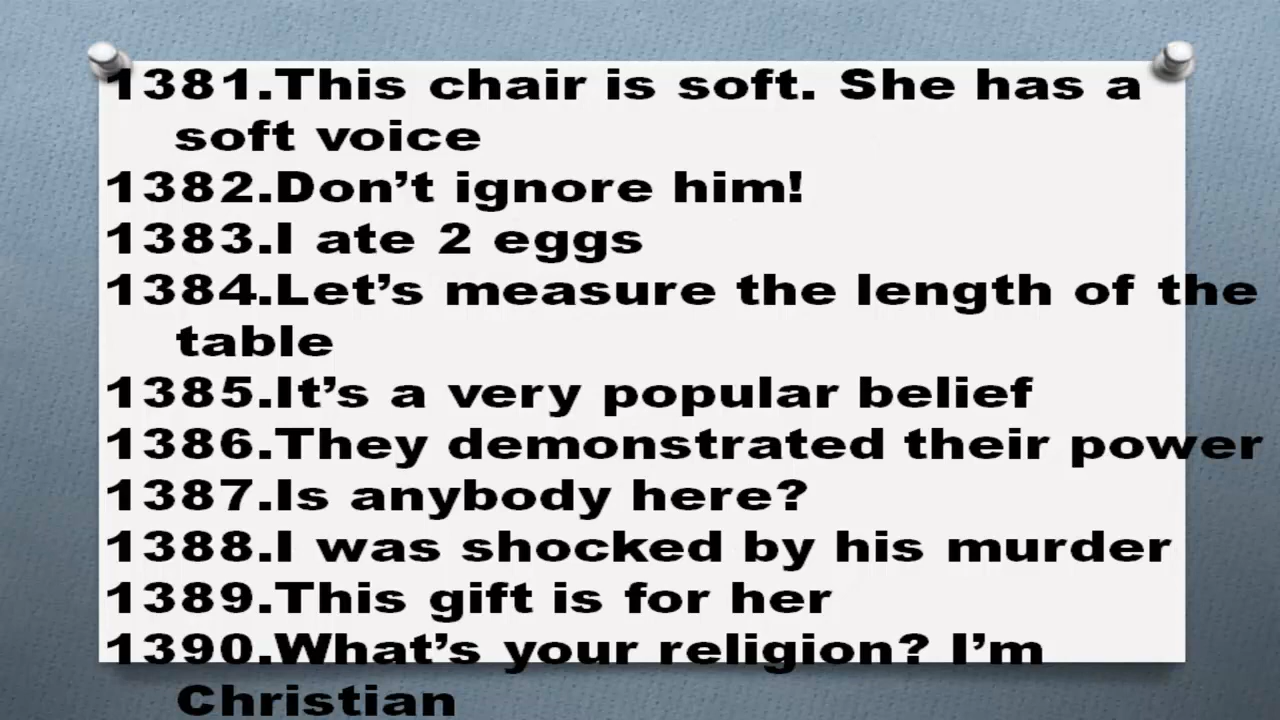 1381.This chair is soft. She has a
soft voice
1382.Don’t ignore him!
1383.I ate 2 eggs
1384.Let’s measure the length of the
table
1385.It’s a very popular belief
1386.They demonstrated their power
1387.Is anybody here?
1388.I was shocked by his murder
1389.This gift is for her
1390.What’s your religion? I’m
Christian